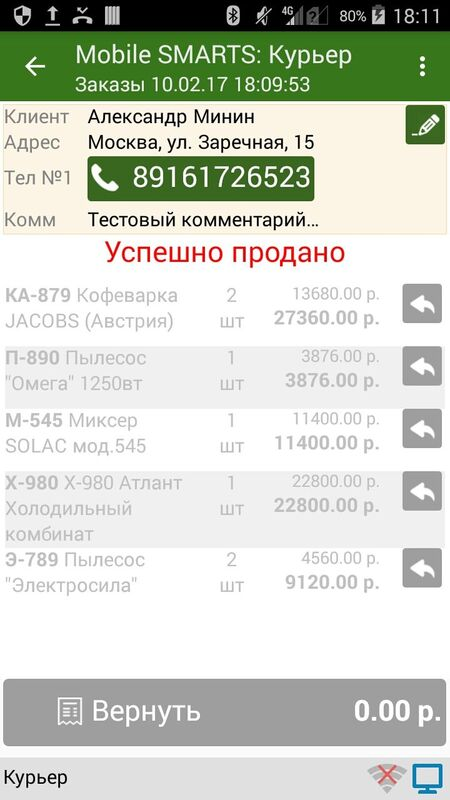 4G
80%
18:11
Mobile SMARTS: Курьер
Заказы 10.02.17 18:09:53
Клиент Александр Минин
Адрес Москва, ул. Заречная, 15
Тел №1 89161726523
Комм Тестовый комментарий...
Успешно продано
КА-879 Кофеварка 2 13680.00 р.
JACOBS (Австрия) шт 27360.00 р.
П-890 Пылесос 1 3876.00 р.
"Омега" 1250вт шт 3876.00 р.
М-545 Миксер 1 11400.00 р.
SOLAC мод.545 шт 11400.00 р.
Х-980 Х-980 Атлант 1 22800.00 р.
Холодильный шт 22800.00 р.
комбинат
Э-789 Пылесос 2 4560.00 р.
"Электросила" шт 9120.00 р.
Вернуть 0.00 р.
Курьер